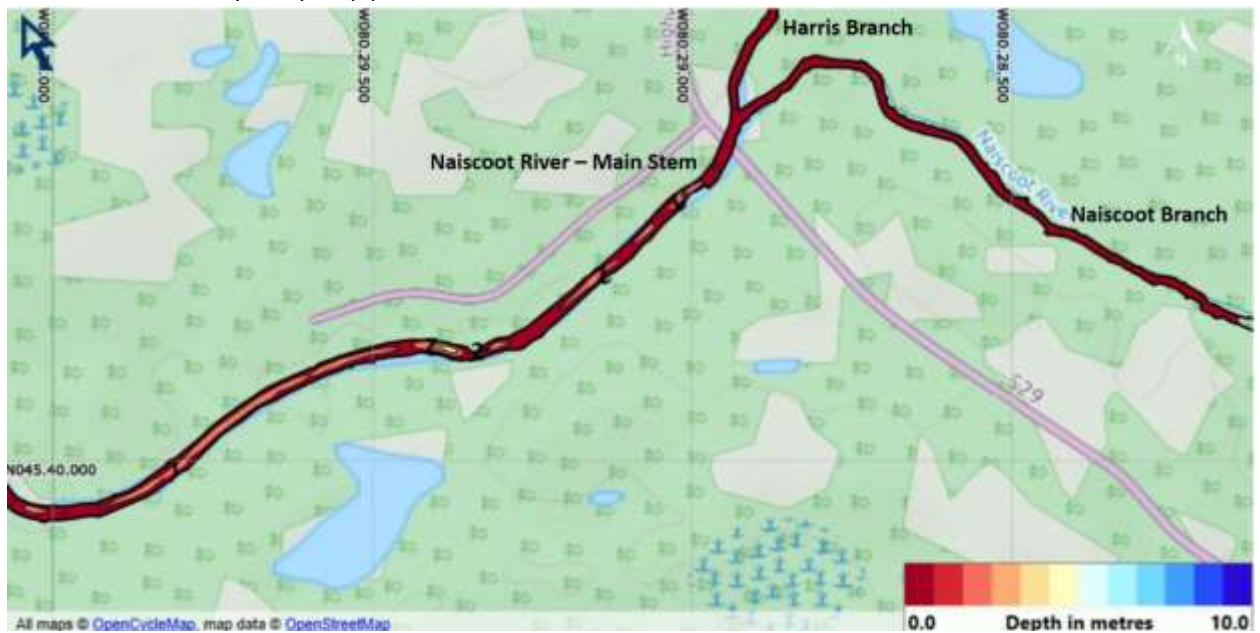 Harris Branch
W080.29.500
W080.29.000
W080.28.500
Naiscoot River – Main Stem
Naiscoot Rive
Naiscoot Branch
529
N045.40.000
All maps © OpenCycleMap, map data © OpenStreetMap
0.0 Depth in metres 10.0